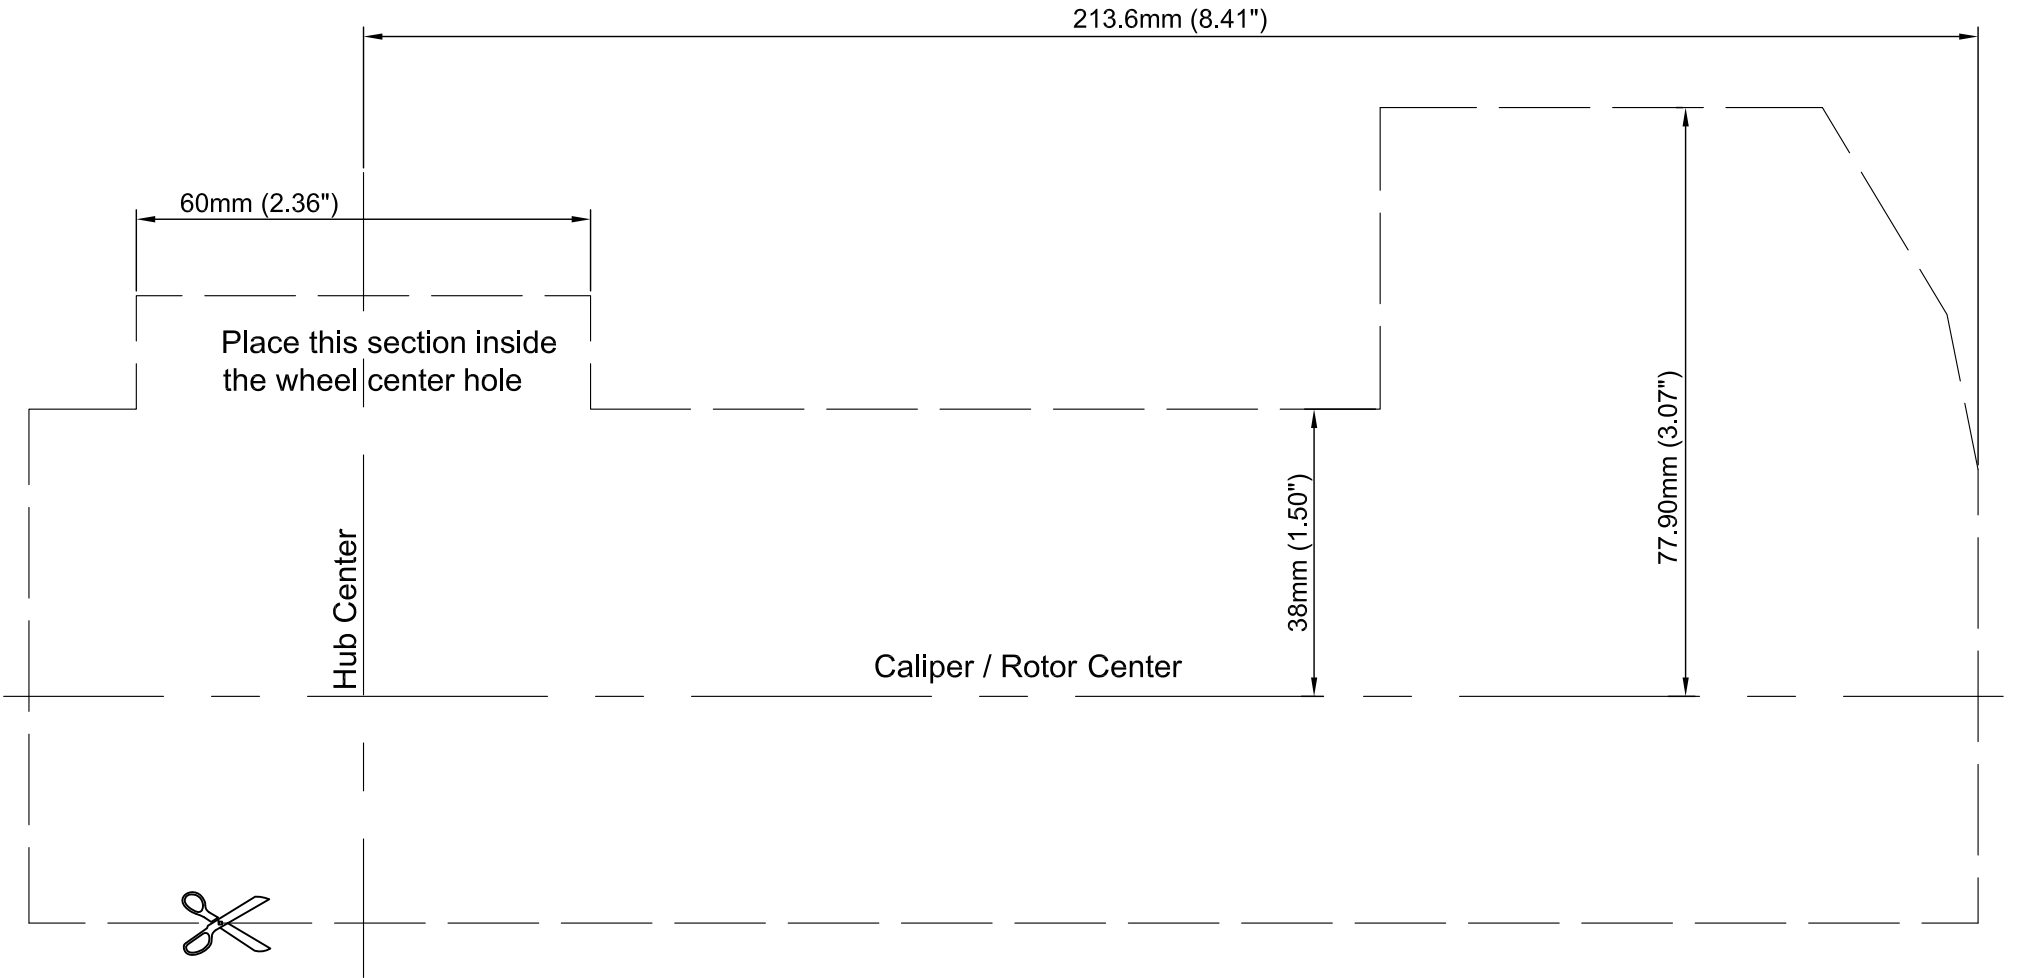 213.6mm (8.41")
60mm (2.36")
Place this section inside
the wheel center hole
77.90mm (3.07")
38mm (1.50")
Hub Center
Caliper / Rotor Center